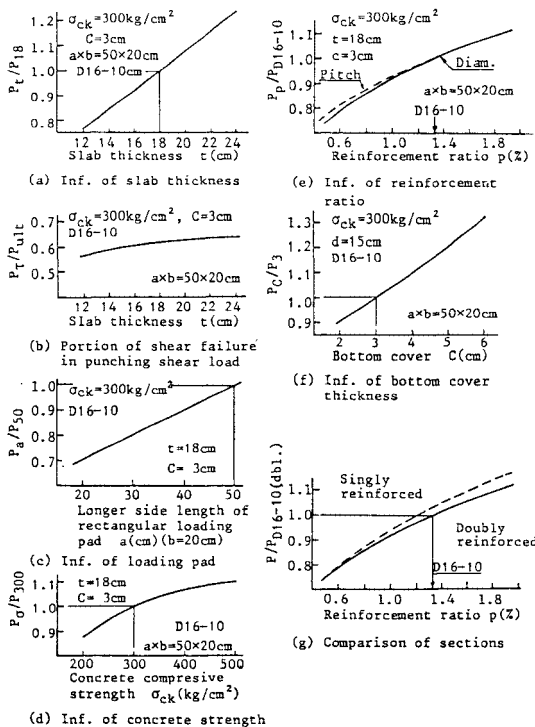 σck=300kg/cm²
C=3cm
a×b=50×20cm
D16-10cm
Pt/P18
1.2
1.1
1.0
0.9
0.8
12 14 16 18 20 22 24
Slab thickness t(cm)
(a) Inf. of slab thickness
σck=300kg/cm², C=3cm
D16-10
a×b=50×20cm
PT/Pult
0.7
0.6
0.5
12 14 16 18 20 22 24
Slab thickness t(cm)
(b) Portion of shear failure
in punching shear load
σck=300kg/cm²
D16-10
t=18cm
C= 3cm
Pa/P50
1.0
0.9
0.8
0.7
20 30 40 50
Longer side length of
rectangular loading
pad a(cm)(b=20cm)
(c) Inf. of loading pad
t=18cm
C= 3cm
D16-10
a×b=50×20cm
Pσ/P300
1.1
1.0
0.9
200 300 400 500
Concrete compresive
strength σck(kg/cm²)
(d) Inf. of concrete strength
σck=300kg/cm²
t=18cm
c=3cm
Pitch
Diam.
a×b=50×20cm
D16-10
Pp/PD16-10
1.1
1.0
0.9
0.8
0.6 1.0 1.4 1.8
Reinforcement ratio p(%)
(e) Inf. of reinforcement
ratio
σck=300kg/cm²
d=15cm
D16-10
a×b=50×20cm
PC/P3
1.3
1.2
1.1
1.0
0.9
2 3 4 5 6
Bottom cover C(cm)
(f) Inf. of bottom cover
thickness
Singly
reinforced
Doubly
reinforced
D16-10
P/PD16-10(dbl.)
1.1
1.0
0.9
0.8
0.6 1.0 1.4 1.8
Reinforcement ratio p(%)
(g) Comparison of sections